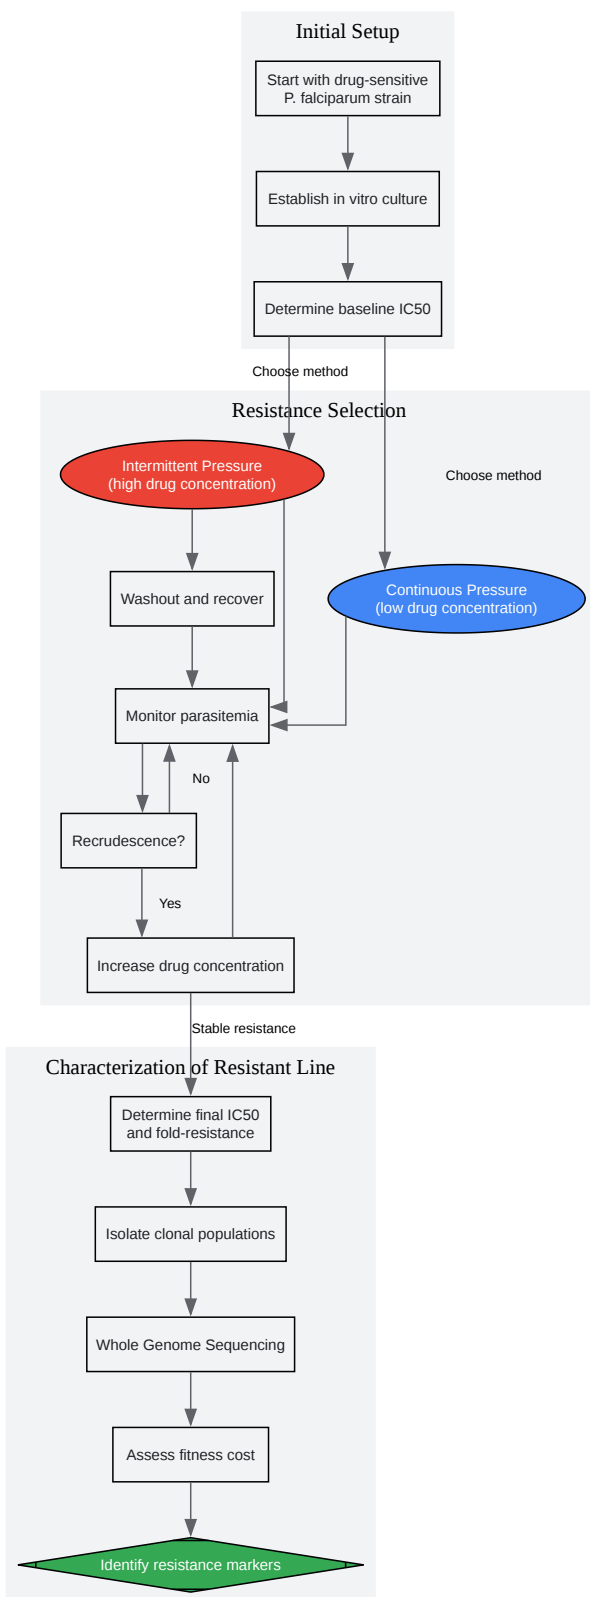 Initial Setup
Start with drug-sensitive
P. falciparum strain
Establish in vitro culture
Determine baseline IC50
Choose method
Resistance Selection
Intermittent Pressure
(high drug concentration)
Choose method
Continuous Pressure
(low drug concentration)
Washout and recover
Monitor parasitemia
No
Recrudescence?
Yes
Increase drug concentration
Stable resistance
Characterization of Resistant Line
Determine final IC50
and fold-resistance
Isolate clonal populations
Whole Genome Sequencing
Assess fitness cost
Identify resistance markers